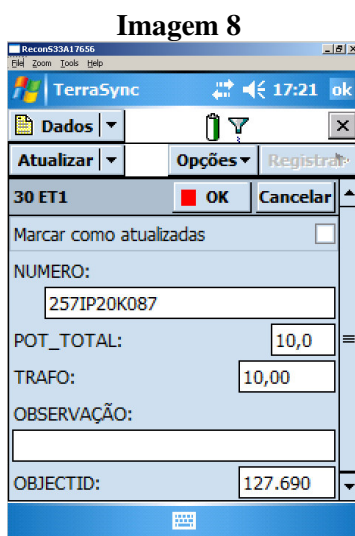 Imagem 8
Recon533A17656
File Zoom Tools Help
TerraSync 17:21 ok
Dados
Atualizar Opções Registrar
30 ET1 OK Cancelar
Marcar como atualizadas
NUMERO:
257IP20K087
POT_TOTAL: 10,0
TRAFO: 10,00
OBSERVAÇÃO:
OBJECTID: 127.690